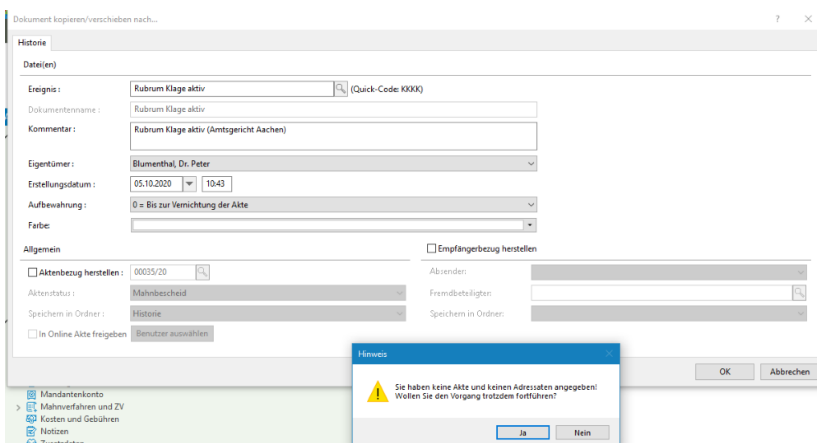 Dokument kopieren/verschieben nach...
Historie
Datei(en)
Ereignis :
Rubrum Klage aktiv
(Quick-Code: KKKK)
Dokumentenname :
Rubrum Klage aktiv
Kommentar :
Rubrum Klage aktiv (Amtsgericht Aachen)
Eigentümer :
Blumenthal, Dr. Peter
Erstellungsdatum :
05.10.2020
10:43
Aufbewahrung :
0 = Bis zur Vernichtung der Akte
Farbe:
Allgemein
Empfängerbezug herstellen
Aktenbezug herstellen :
00035/20
Absender:
Aktenstatus :
Mahnbescheid
Fremdbeteiligter:
Speichern in Ordner :
Historie
Speichern in Ordner:
In Online Akte freigeben
Benutzer auswählen
Hinweis
Sie haben keine Akte und keinen Adressaten angegeben!
Wollen Sie den Vorgang trotzdem fortführen?
Ja
Nein
OK
Abbrechen
Mandantenkonto
Mahnverfahren und ZV
Kosten und Gebühren
Notizen